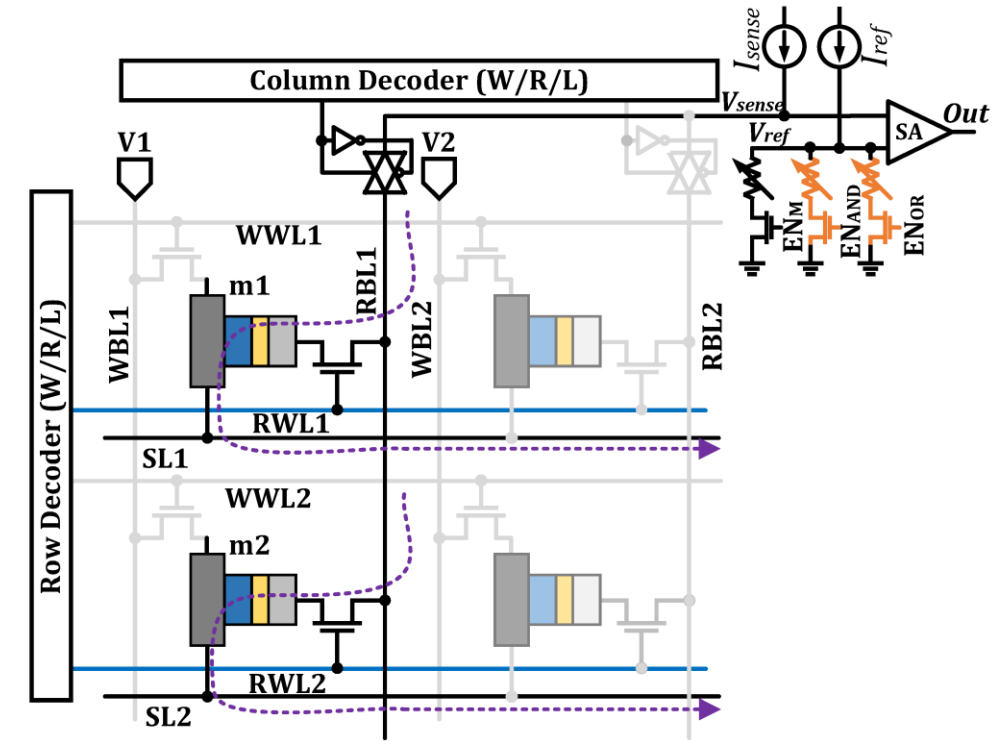 Isense
Iref
Column Decoder (W/R/L)
Vsense
Out
SA
Vref
V1
V2
ENM
ENAND
ENOR
Row Decoder (W/R/L)
WWL1
RBL1
m1
WBL1
WBL2
RBL2
RWL1
SL1
WWL2
m2
RWL2
SL2